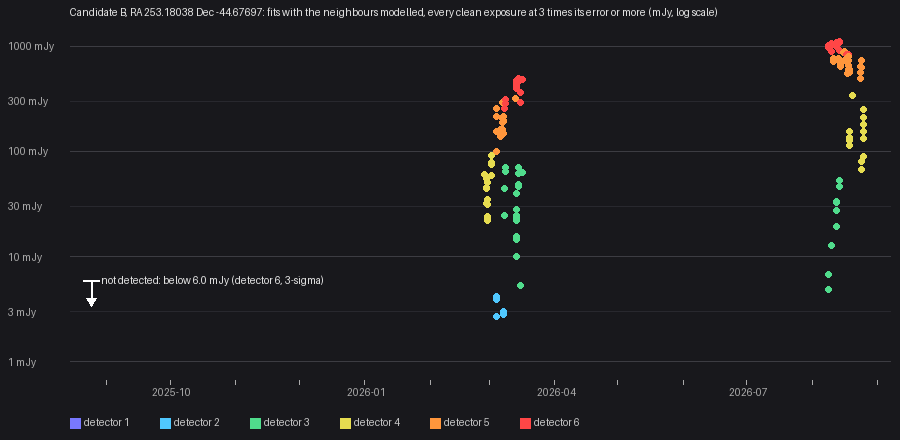 Candidate B, RA 253.18038 Dec -44.67697: fits with the neighbours modelled, every clean exposure at 3 times its error or more (mJy, log scale)
1000 mJy
300 mJy
100 mJy
30 mJy
10 mJy
not detected: below 6.0 mJy (detector 6, 3-sigma)
3 mJy
1 mJy
2025-10 2026-01 2026-04 2026-07
detector 1 detector 2 detector 3 detector 4 detector 5 detector 6